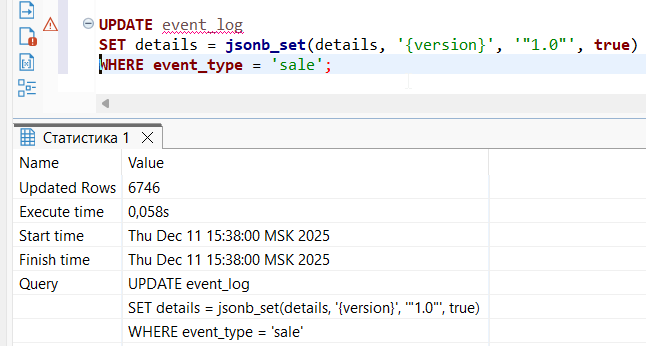 UPDATE event_log
SET details = jsonb_set(details, '{version}', '"1.0"', true)
WHERE event_type = 'sale';
Статистика 1
Name Value
Updated Rows 6746
Execute time 0,058s
Start time Thu Dec 11 15:38:00 MSK 2025
Finish time Thu Dec 11 15:38:00 MSK 2025
Query UPDATE event_log
SET details = jsonb_set(details, '{version}', '"1.0"', true)
WHERE event_type = 'sale'